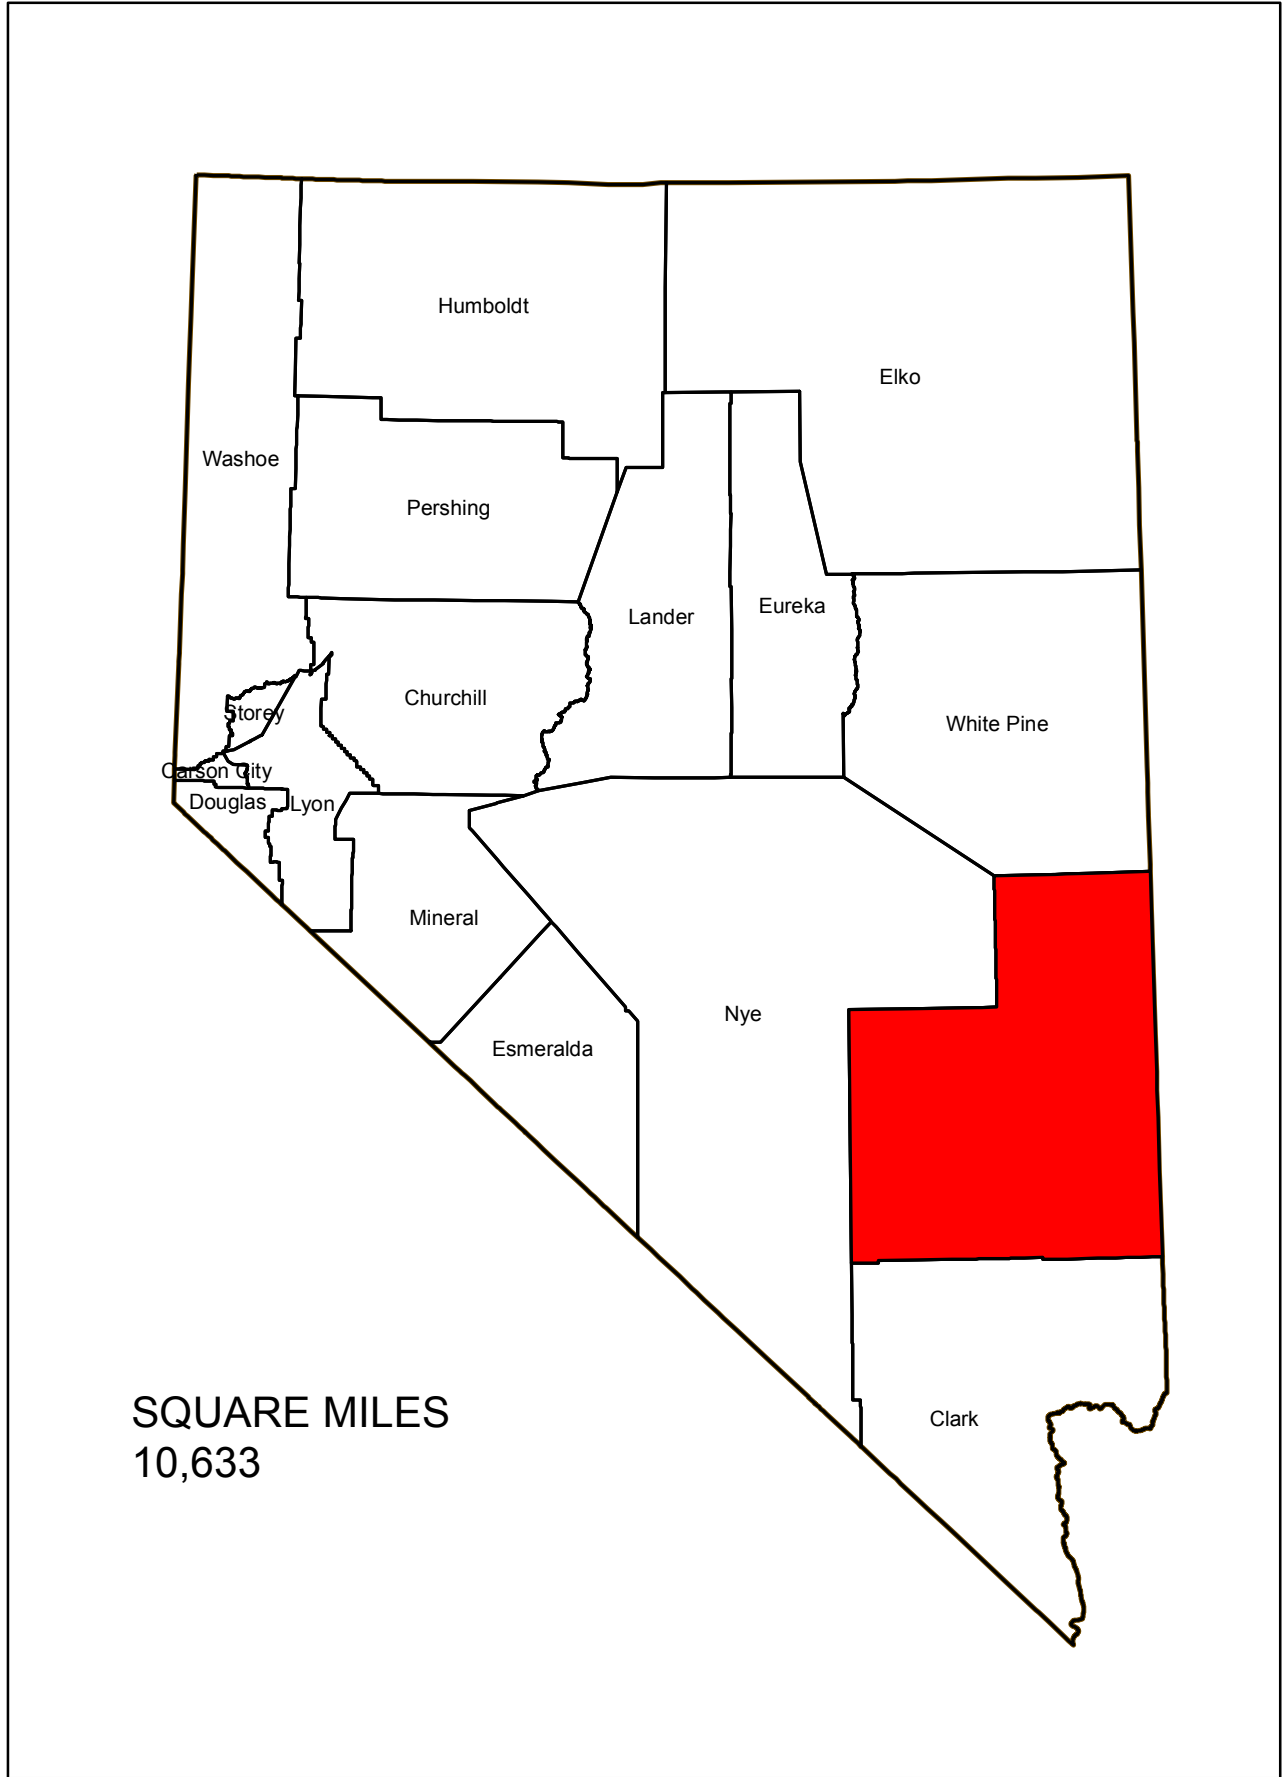 Humboldt
Elko
Washoe
Pershing
Eureka
Lander
Churchill
Storey
White Pine
Carson City
Douglas
Lyon
Mineral
Nye
Esmeralda
SQUARE MILES
10,633
Clark